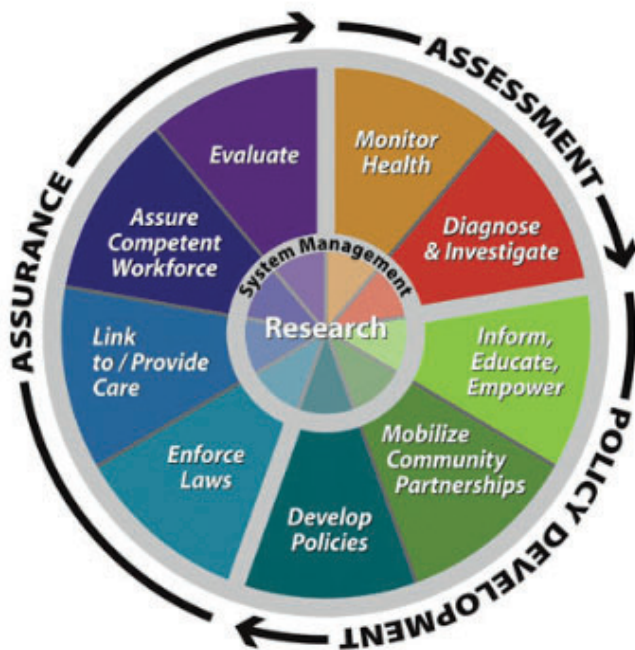 ASSESSMENT
POLICY DEVELOPMENT
ASSURANCE
Monitor
Health
Diagnose
& Investigate
Inform,
Educate,
Empower
Mobilize
Community
Partnerships
Develop
Policies
Enforce
Laws
Link
to / Provide
Care
Assure
Competent
Workforce
Evaluate
System Management
Research